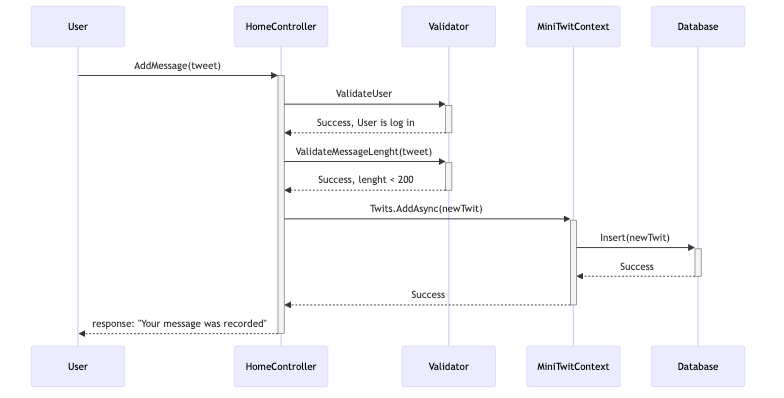 User
HomeController
Validator
MiniTwitContext
Database
AddMessage(tweet)
ValidateUser
Success, User is log in
ValidateMessageLenght(tweet)
Success, lenght < 200
Twits.AddAsync(newTwit)
Insert(newTwit)
Success
Success
response: "Your message was recorded"
User
HomeController
Validator
MiniTwitContext
Database